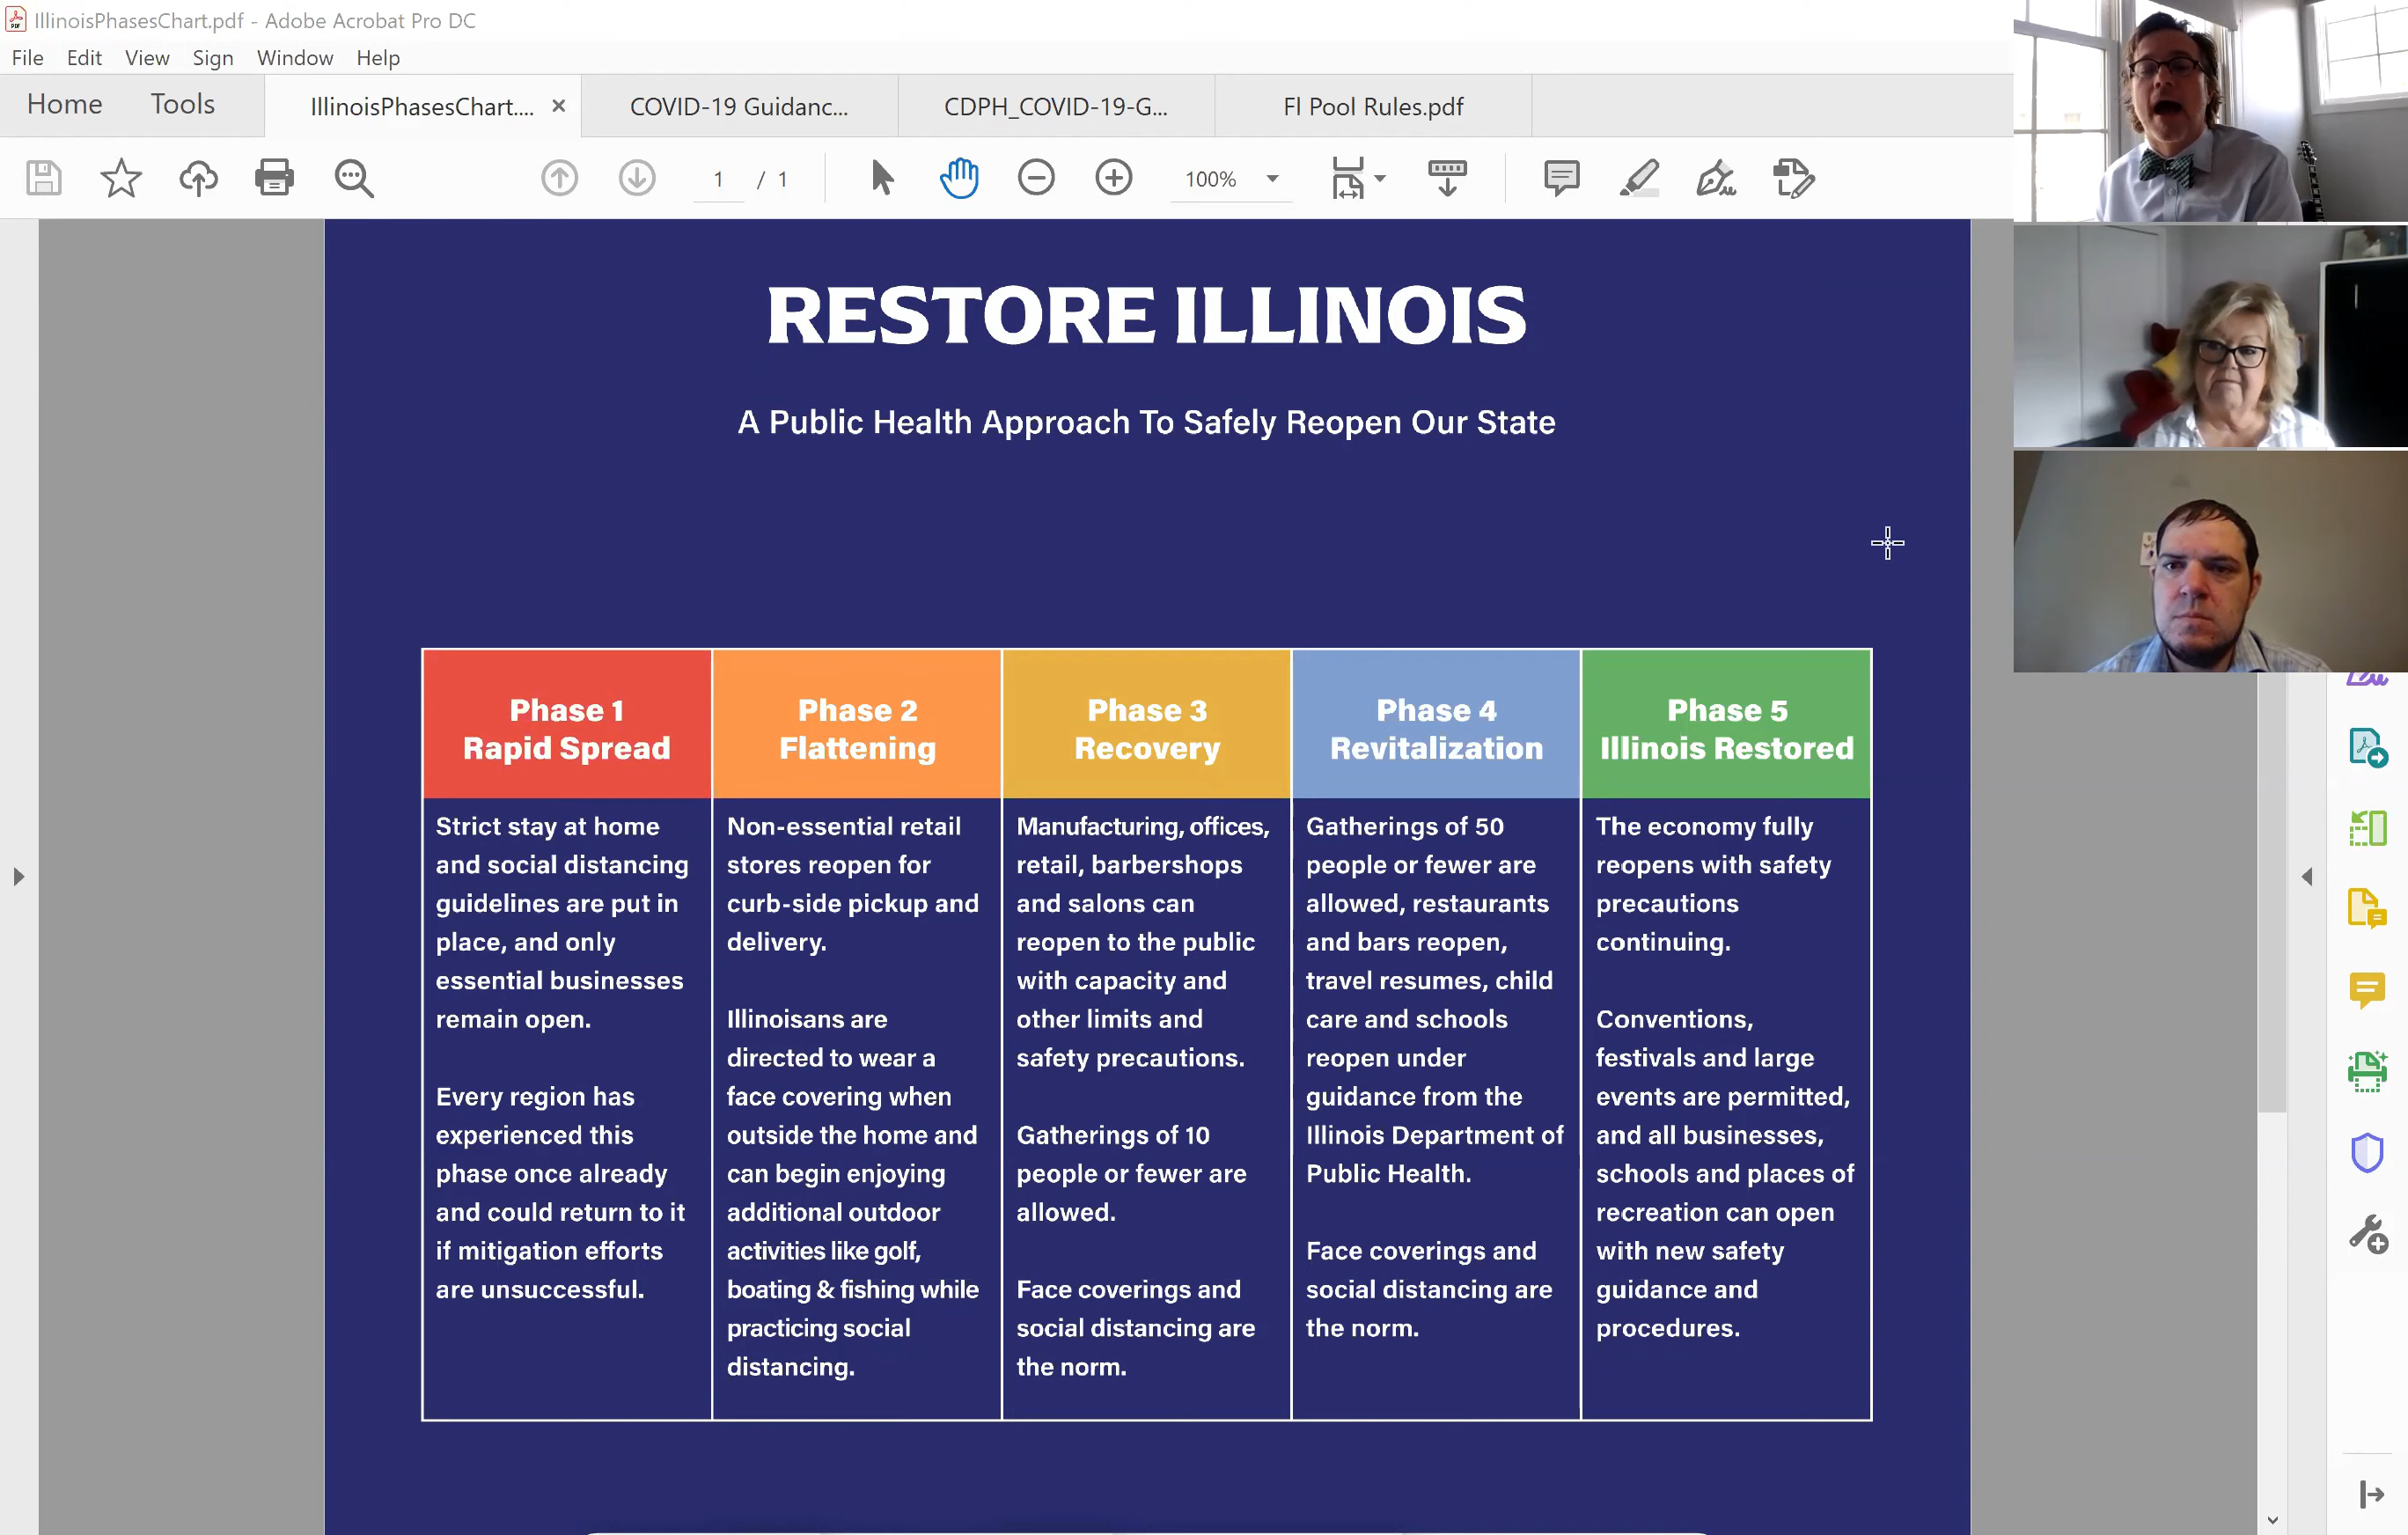 IllinoisPhasesChart.pdf - Adobe Acrobat Pro DC
File Edit View Sign Window Help
Home Tools IllinoisPhasesChart.... COVID-19 Guidanc... CDPH_COVID-19-G... Fl Pool Rules.pdf
1 / 1 100%
RESTORE ILLINOIS
A Public Health Approach To Safely Reopen Our State
Phase 1
Rapid Spread
Strict stay at home
and social distancing
guidelines are put in
place, and only
essential businesses
remain open.
Every region has
experienced this
phase once already
and could return to it
if mitigation efforts
are unsuccessful.
Phase 2
Flattening
Non-essential retail
stores reopen for
curb-side pickup and
delivery.
Illinoisans are
directed to wear a
face covering when
outside the home and
can begin enjoying
additional outdoor
activities like golf,
boating & fishing while
practicing social
distancing.
Phase 3
Recovery
Manufacturing, offices,
retail, barbershops
and salons can
reopen to the public
with capacity and
other limits and
safety precautions.
Gatherings of 10
people or fewer are
allowed.
Face coverings and
social distancing are
the norm.
Phase 4
Revitalization
Gatherings of 50
people or fewer are
allowed, restaurants
and bars reopen,
travel resumes, child
care and schools
reopen under
guidance from the
Illinois Department of
Public Health.
Face coverings and
social distancing are
the norm.
Phase 5
Illinois Restored
The economy fully
reopens with safety
precautions
continuing.
Conventions,
festivals and large
events are permitted,
and all businesses,
schools and places of
recreation can open
with new safety
guidance and
procedures.